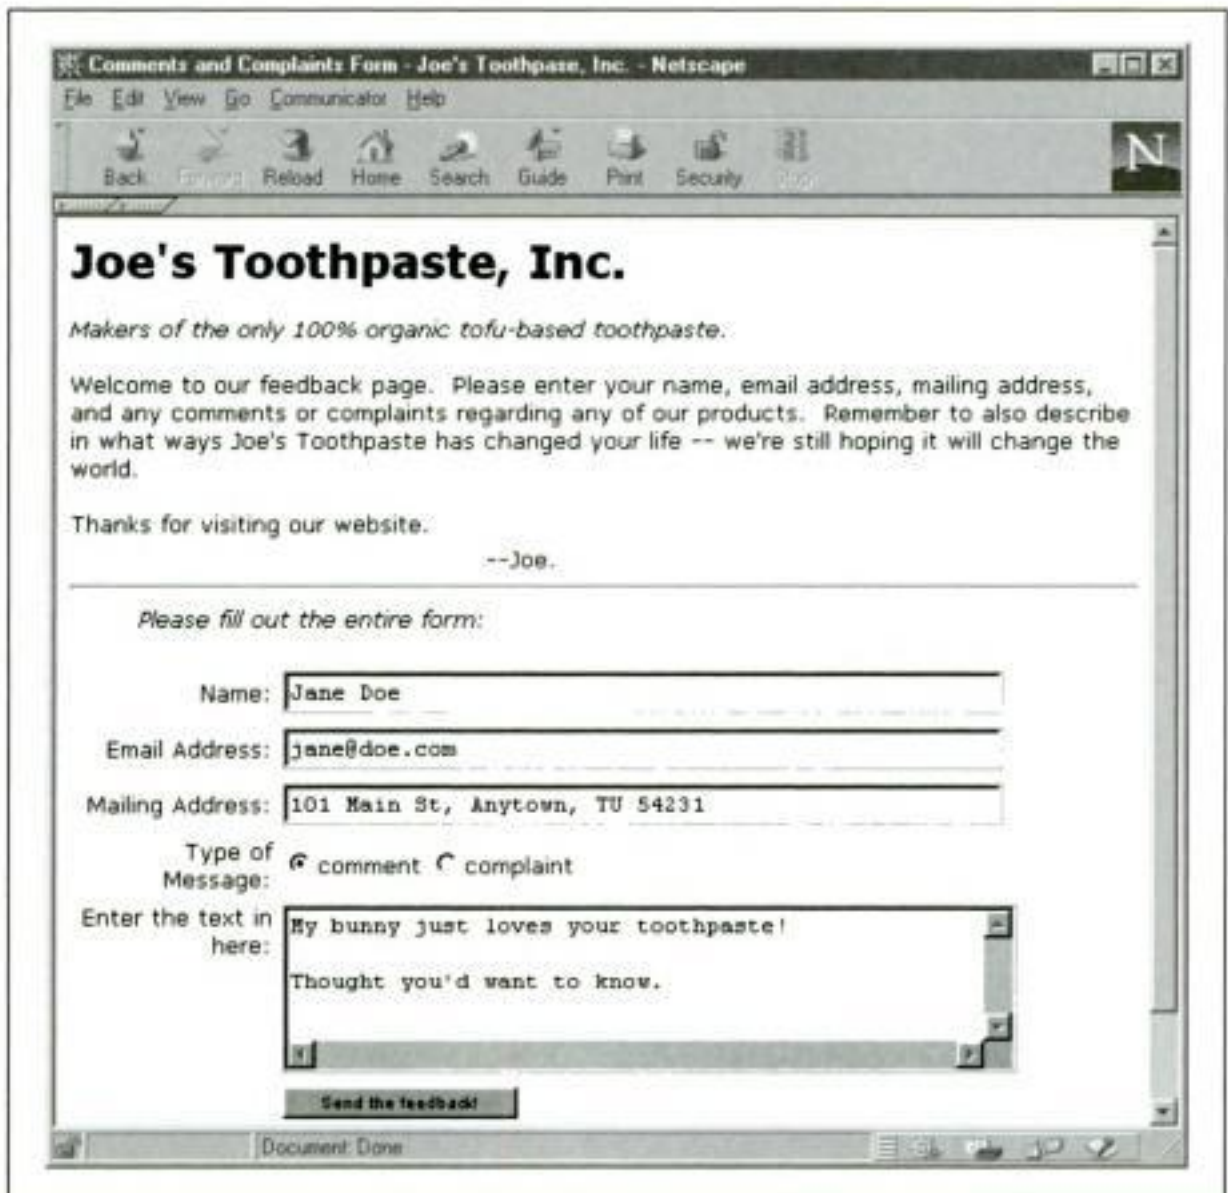 Comments and Complaints Form - Joe's Toothpase, Inc. - Netscape
File Edit View Go Communicator Help
N
Back Forward Reload Home Search Guide Print Security Stop
Joe's Toothpaste, Inc.
Makers of the only 100% organic tofu-based toothpaste.
Welcome to our feedback page. Please enter your name, email address, mailing address,
and any comments or complaints regarding any of our products. Remember to also describe
in what ways Joe's Toothpaste has changed your life -- we're still hoping it will change the
world.
Thanks for visiting our website.
--Joe.
Please fill out the entire form:
Name: Jane Doe
Email Address: jane@doe.com
Mailing Address: 101 Main St, Anytown, TU 54231
Type of
Message: comment complaint
Enter the text in
here:
My bunny just loves your toothpaste!
Thought you'd want to know.
Send the feedback!
Document: Done